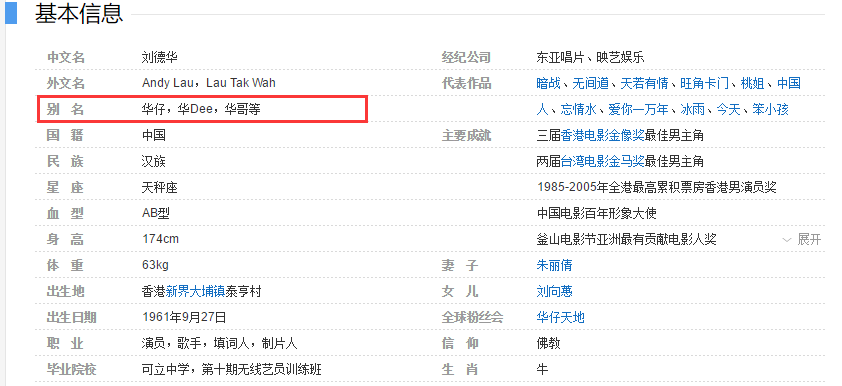 基本信息
中文名 刘德华 经纪公司 东亚唱片、映艺娱乐
外文名 Andy Lau，Lau Tak Wah 代表作品 暗战、无间道、天若有情、旺角卡门、桃姐、中国
别 名 华仔，华Dee，华哥等 人、忘情水、爱你一万年、冰雨、今天、笨小孩
国 籍 中国 主要成就 三届香港电影金像奖最佳男主角
民 族 汉族 两届台湾电影金马奖最佳男主角
星 座 天秤座 1985-2005年全港最高累积票房香港男演员奖
血 型 AB型 中国电影百年形象大使
身 高 174cm 釜山电影节亚洲最有贡献电影人奖 展开
体 重 63kg 妻 子 朱丽倩
出生地 香港新界大埔镇泰亨村 女 儿 刘向蕙
出生日期 1961年9月27日 全球粉丝会 华仔天地
职 业 演员，歌手，填词人，制片人 信 仰 佛教
毕业院校 可立中学，第十期无线艺员训练班 生 肖 牛